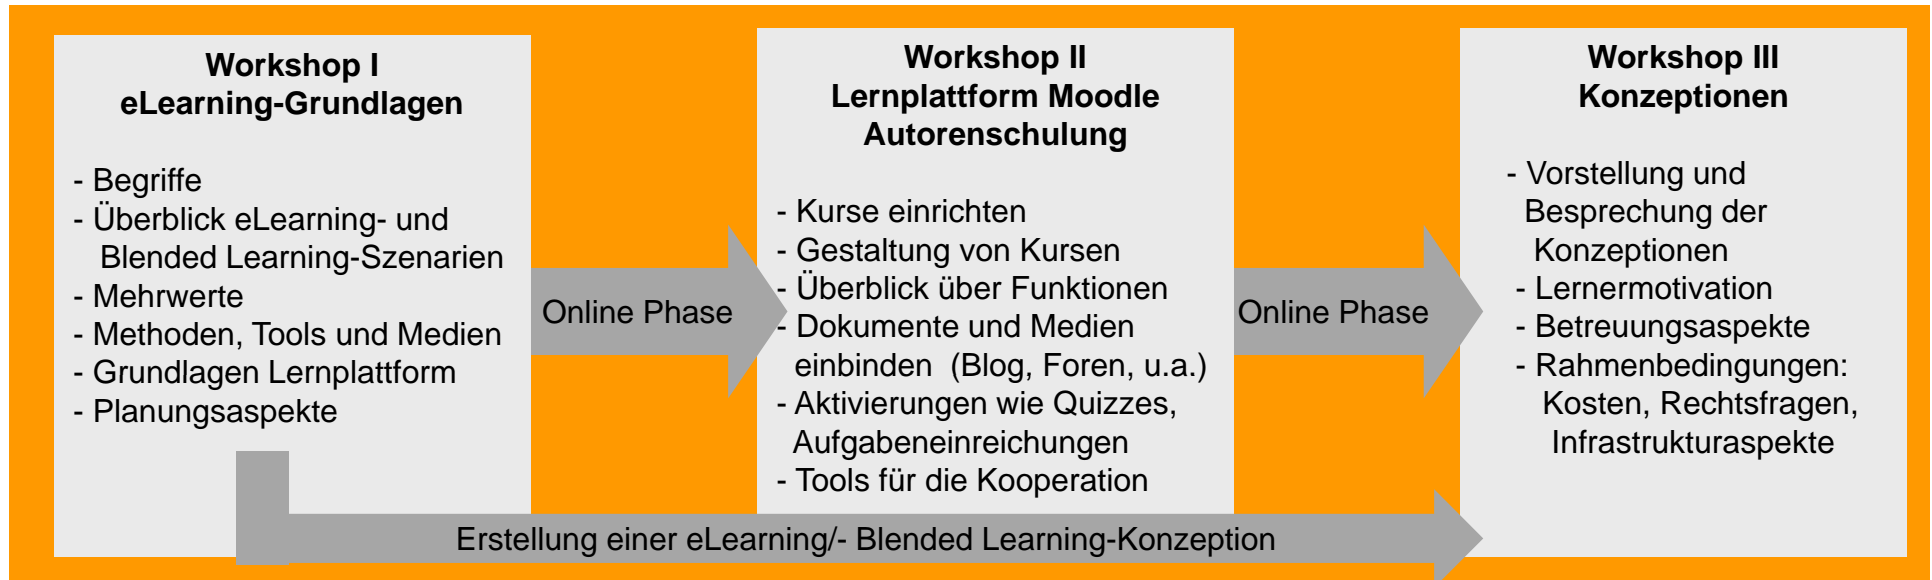 Workshop I
eLearning-Grundlagen
- Begriffe
- Überblick eLearning- und
Blended Learning-Szenarien
- Mehrwerte
- Methoden, Tools und Medien
- Grundlagen Lernplattform
- Planungsaspekte
Online Phase
Workshop II
Lernplattform Moodle
Autorenschulung
- Kurse einrichten
- Gestaltung von Kursen
- Überblick über Funktionen
- Dokumente und Medien
einbinden (Blog, Foren, u.a.)
- Aktivierungen wie Quizzes,
Aufgabeneinreichungen
- Tools für die Kooperation
Online Phase
Workshop III
Konzeptionen
- Vorstellung und
Besprechung der
Konzeptionen
- Lernermotivation
- Betreuungsaspekte
- Rahmenbedingungen:
Kosten, Rechtsfragen,
Infrastrukturaspekte
Erstellung einer eLearning/- Blended Learning-Konzeption